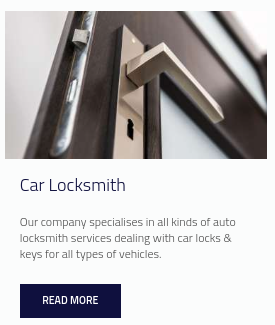 Car Locksmith
Our company specialises in all kinds of auto
locksmith services dealing with car locks &
keys for all types of vehicles.
READ MORE